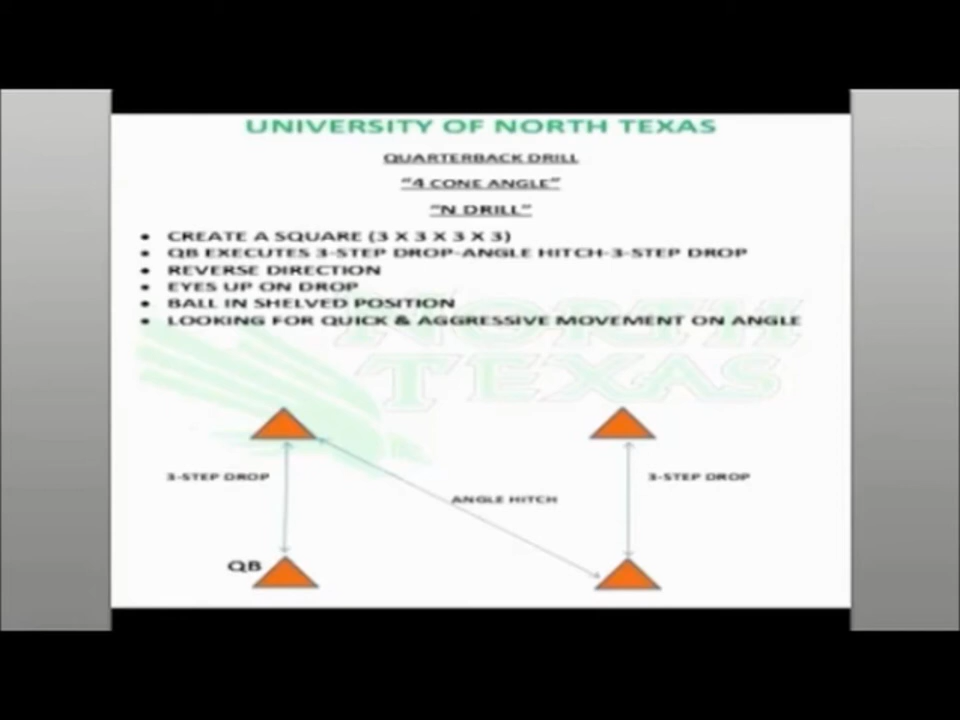 UNIVERSITY OF NORTH TEXAS
QUARTERBACK DRILL
"4 CONE ANGLE"
"N DRILL"
• CREATE A SQUARE (3 X 3 X 3 X 3)
• QB EXECUTES 3-STEP DROP-ANGLE HITCH-3-STEP DROP
• REVERSE DIRECTION
• EYES UP ON DROP
• BALL IN SHELVED POSITION
• LOOKING FOR QUICK & AGGRESSIVE MOVEMENT ON ANGLE
NORTH
TEXAS
3-STEP DROP
3-STEP DROP
ANGLE HITCH
QB